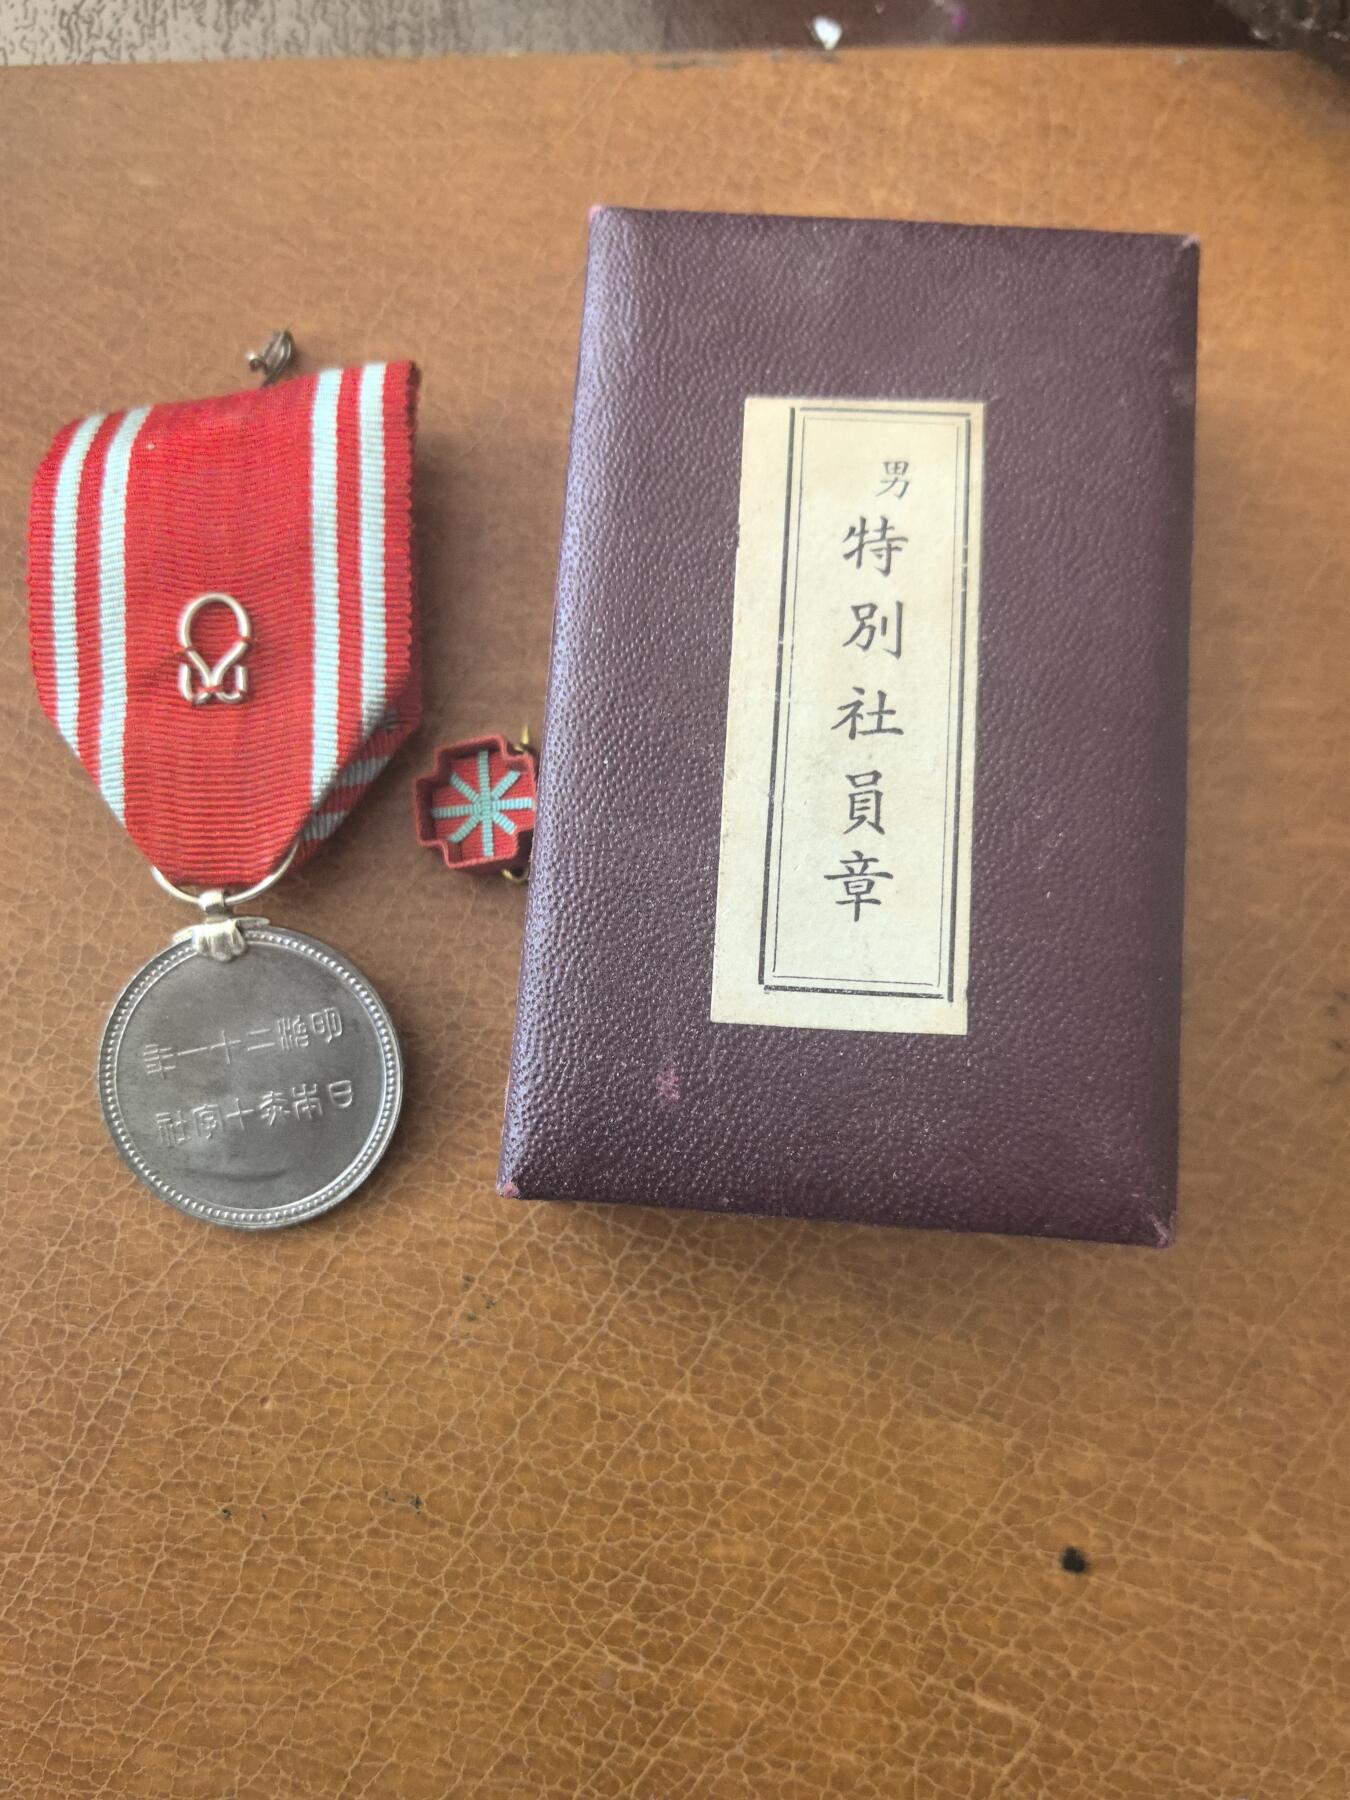 男
特別社員章
明治二十一年
日本赤十字社